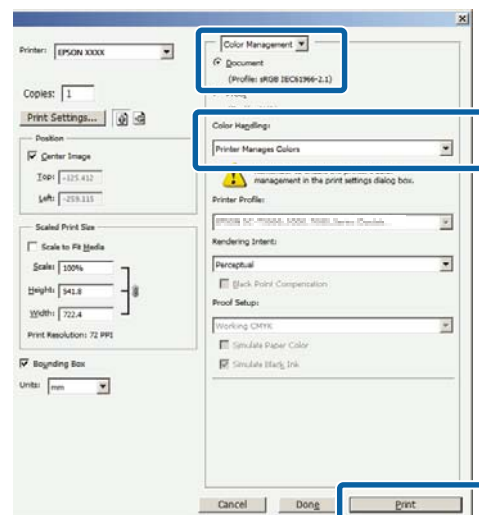 Printer: EPSON XXXX
Copies: 1
Print Settings...
Position
Center Image
Top: -125.412
Left: -259.115
Scaled Print Size
Scale to Fit Media
Scale: 100%
Height: 541.8
Width: 722.4
Print Resolution: 72 PPI
Bounding Box
Units: mm
Color Management
Document
(Profile: sRGB IEC61966-2.1)
Color Handling:
Printer Manages Colors
management in the print settings dialog box.
Printer Profile:
Rendering Intent:
Perceptual
Black Point Compensation
Proof Setup:
Working CMYK
Simulate Paper Color
Simulate Black Ink
Cancel
Done
Print